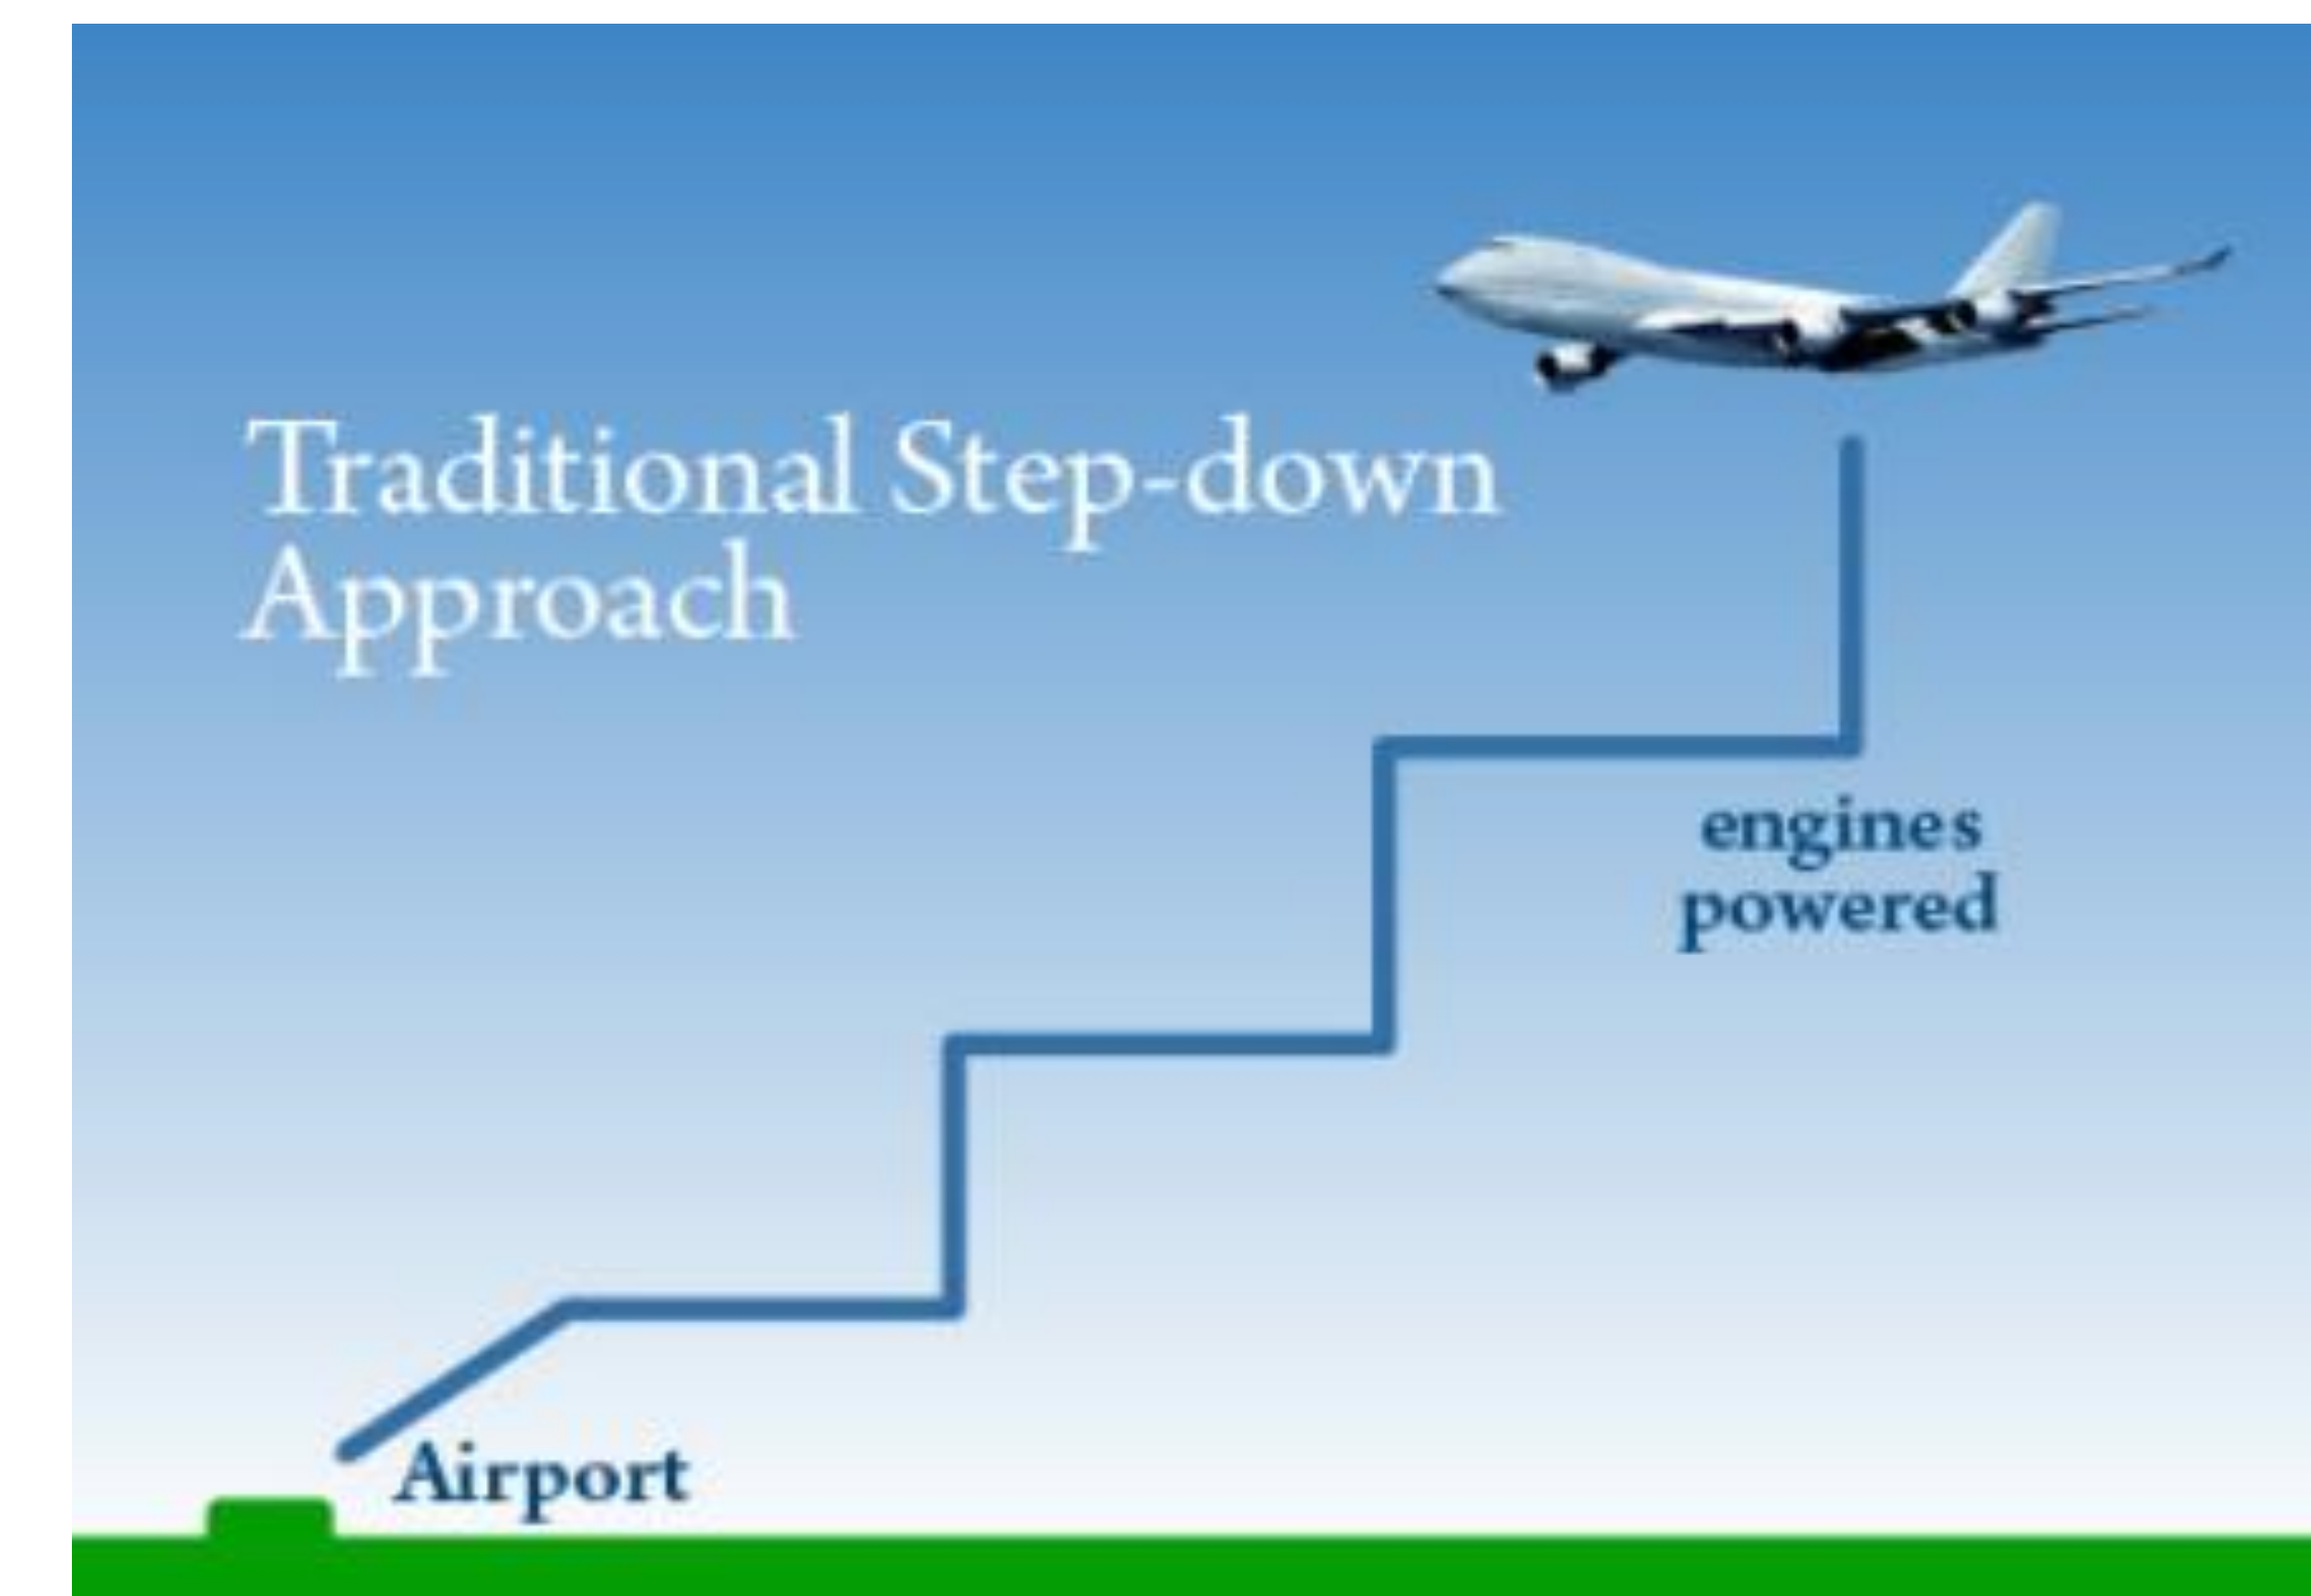 Traditional Step-down
Approach
engines
powered
Airport